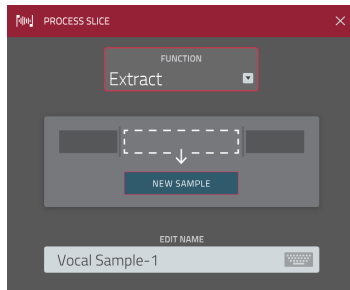 PROCESS SLICE
FUNCTION
Extract
NEW SAMPLE
EDIT NAME
Vocal Sample-1